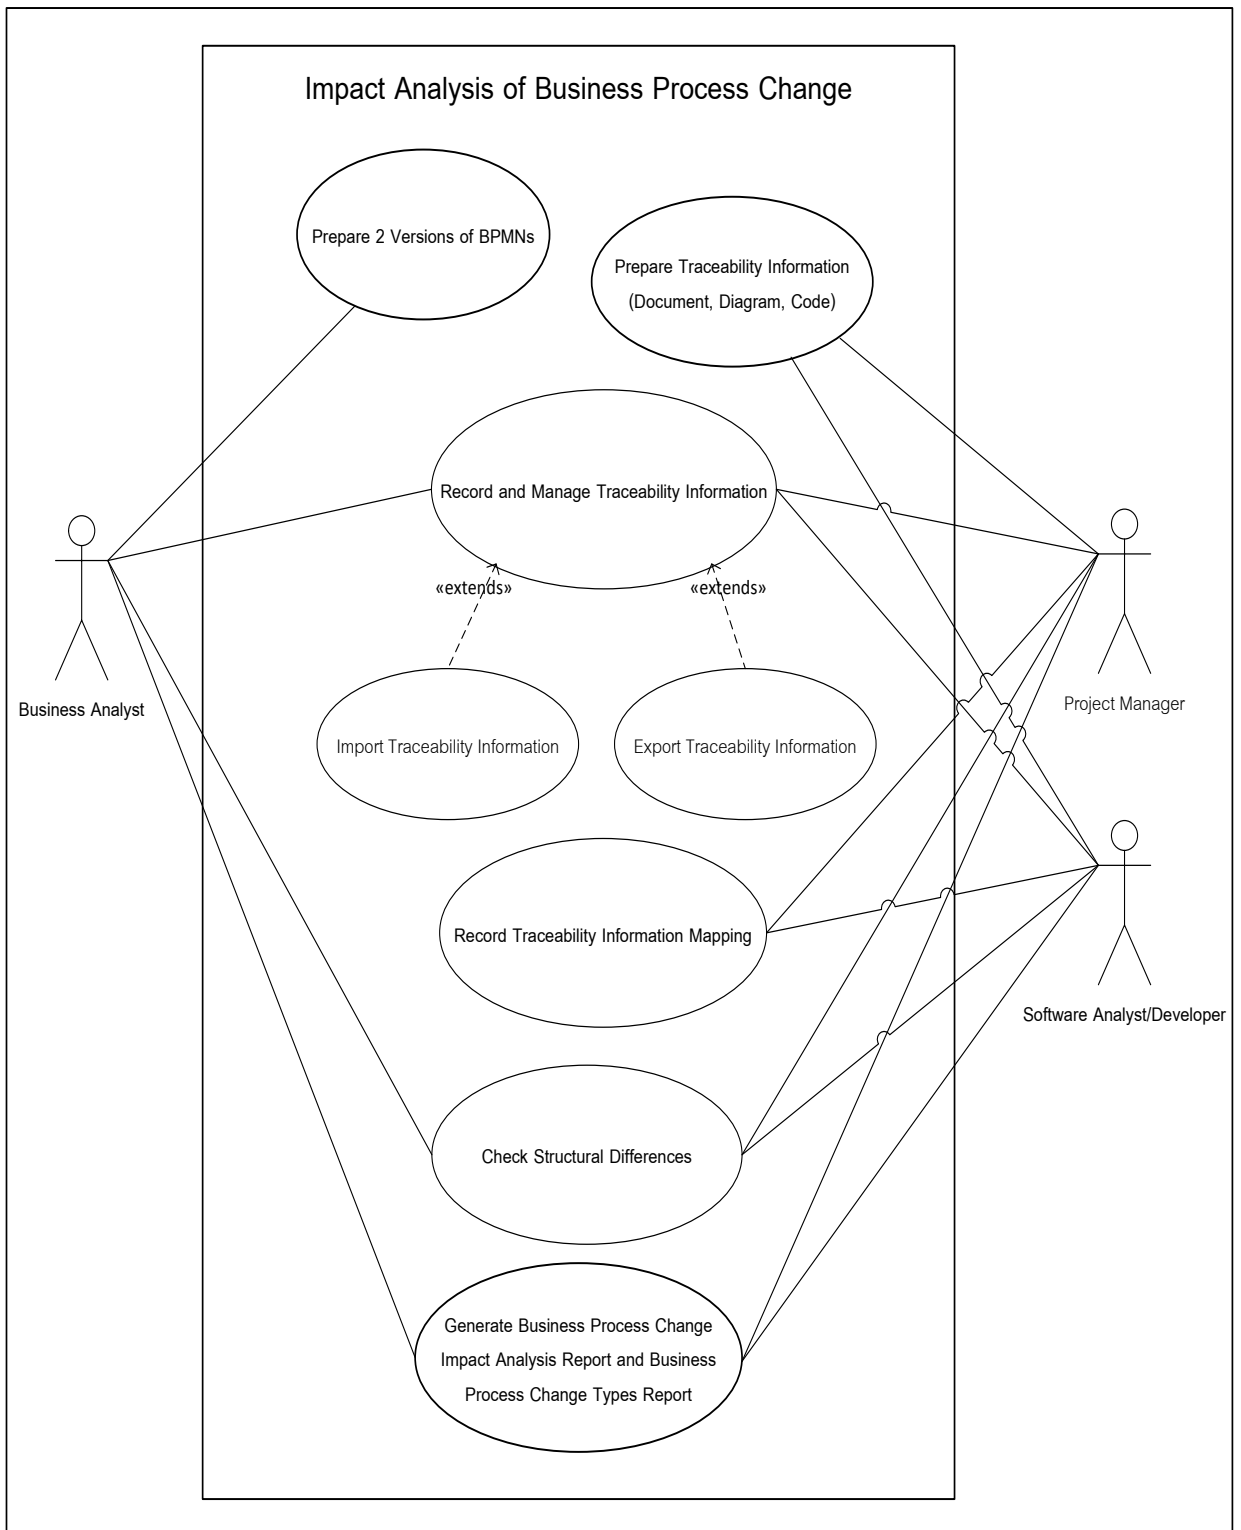 Impact Analysis of Business Process Change
Prepare 2 Versions of BPMNs
Prepare Traceability Information
(Document, Diagram, Code)
Record and Manage Traceability Information
«extends»
«extends»
Business Analyst
Project Manager
Import Traceability Information
Export Traceability Information
Record Traceability Information Mapping
Software Analyst/Developer
Check Structural Differences
Generate Business Process Change
Impact Analysis Report and Business
Process Change Types Report